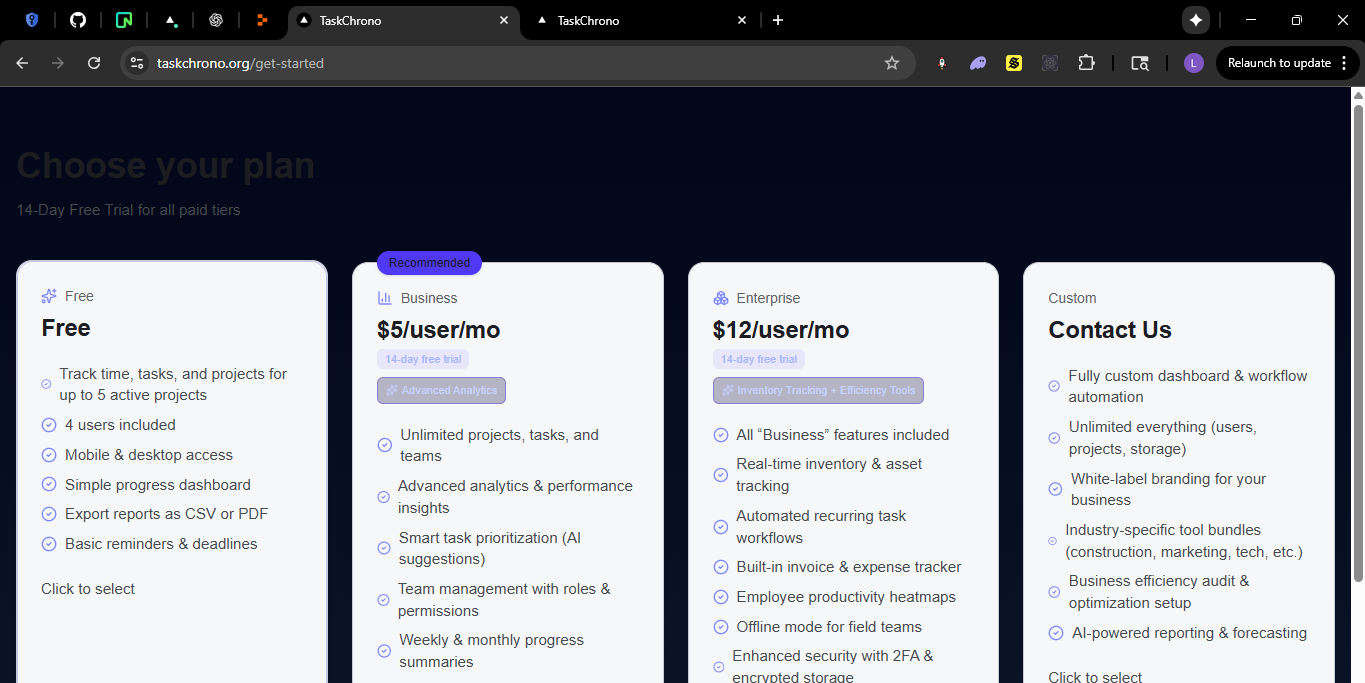 TaskChrono
TaskChrono
taskchrono.org/get-started
L
Relaunch to update
Choose your plan
14-Day Free Trial for all paid tiers
Free
Free
Track time, tasks, and projects for
up to 5 active projects
4 users included
Mobile & desktop access
Simple progress dashboard
Export reports as CSV or PDF
Basic reminders & deadlines
Click to select
Recommended
Business
$5/user/mo
14-day free trial
Advanced Analytics
Unlimited projects, tasks, and
teams
Advanced analytics & performance
insights
Smart task prioritization (AI
suggestions)
Team management with roles &
permissions
Weekly & monthly progress
summaries
Enterprise
$12/user/mo
14-day free trial
Inventory Tracking + Efficiency Tools
All “Business” features included
Real-time inventory & asset
tracking
Automated recurring task
workflows
Built-in invoice & expense tracker
Employee productivity heatmaps
Offline mode for field teams
Enhanced security with 2FA &
encrypted storage
Custom
Contact Us
Fully custom dashboard & workflow
automation
Unlimited everything (users,
projects, storage)
White-label branding for your
business
Industry-specific tool bundles
(construction, marketing, tech, etc.)
Business efficiency audit &
optimization setup
AI-powered reporting & forecasting
Click to select